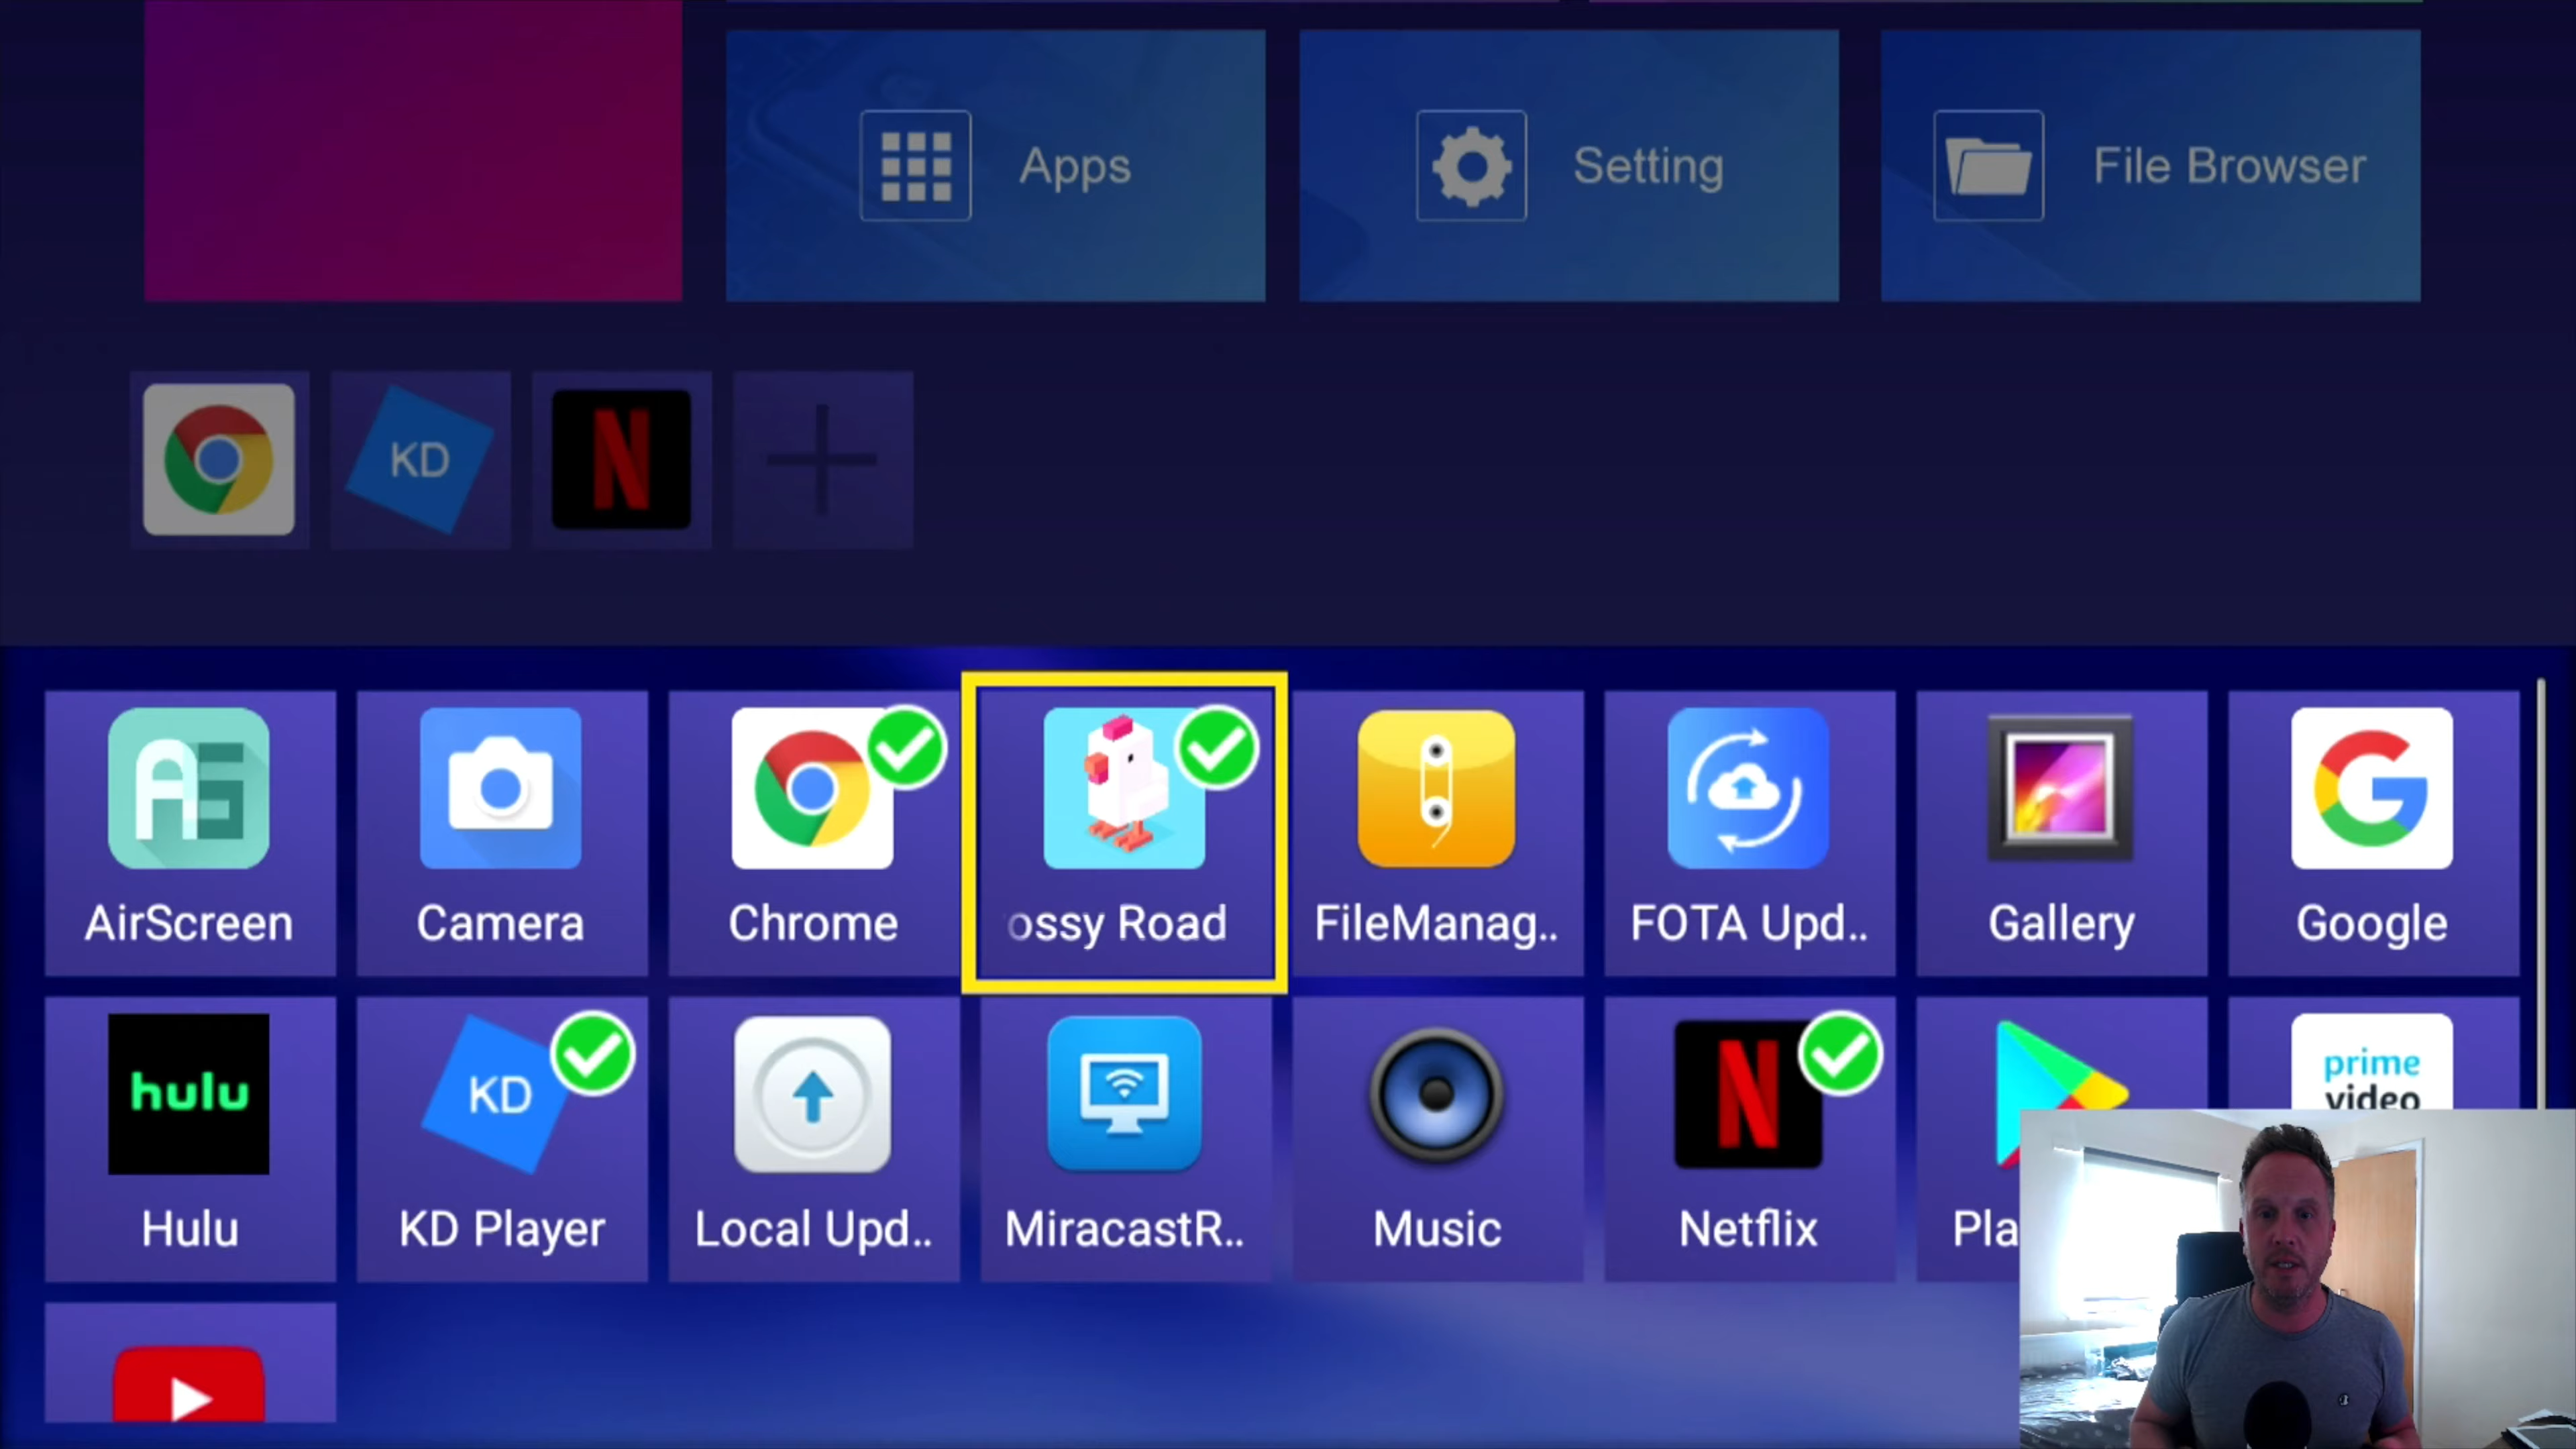 Apps
Setting
File Browser
KD
N
AS
AirScreen
Camera
Chrome
ossy Road
FileManag..
FOTA Upd..
Gallery
G
Google
hulu
Hulu
KD
KD Player
Local Upd..
MiracastR..
Music
N
Netflix
Pla
prime
video